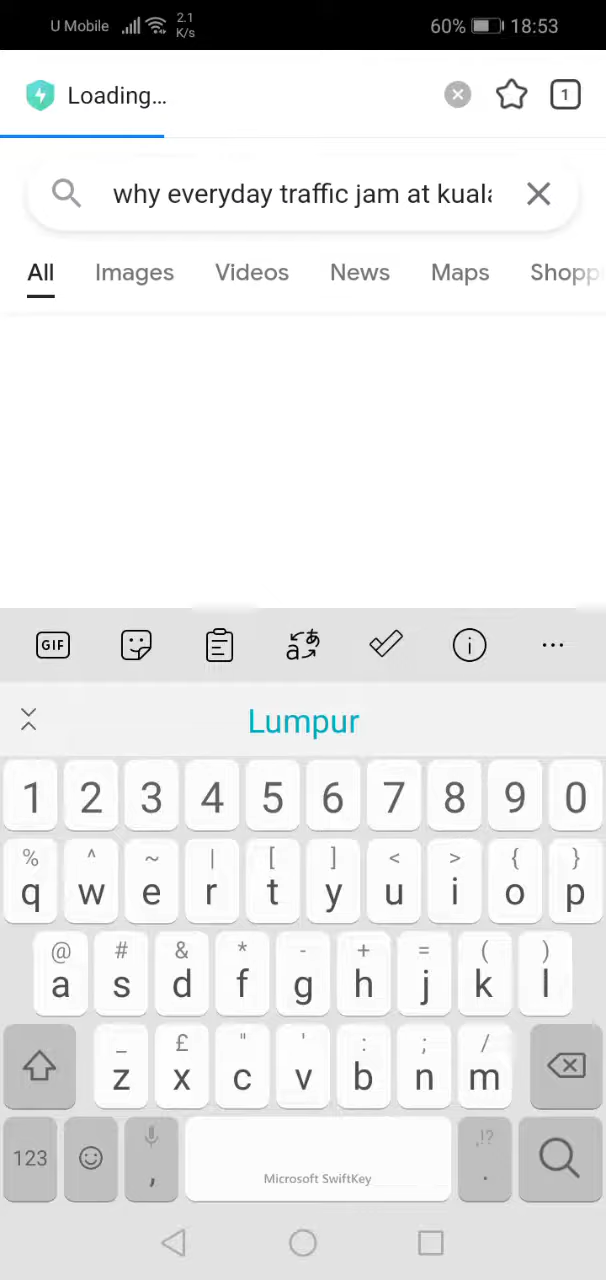 U Mobile 2.1 K/s 60% 18:53
Loading... 1
why everyday traffic jam at kuala
All Images Videos News Maps Shopp
GIF a あ i ...
Lumpur
1 2 3 4 5 6 7 8 9 0
% ^ ~ | [ ] < > { }
q w e r t y u i o p
@ # & * - + = ( )
a s d f g h j k l
_ £ " ' : ; /
z x c v b n m
,!?
123 , Microsoft SwiftKey .